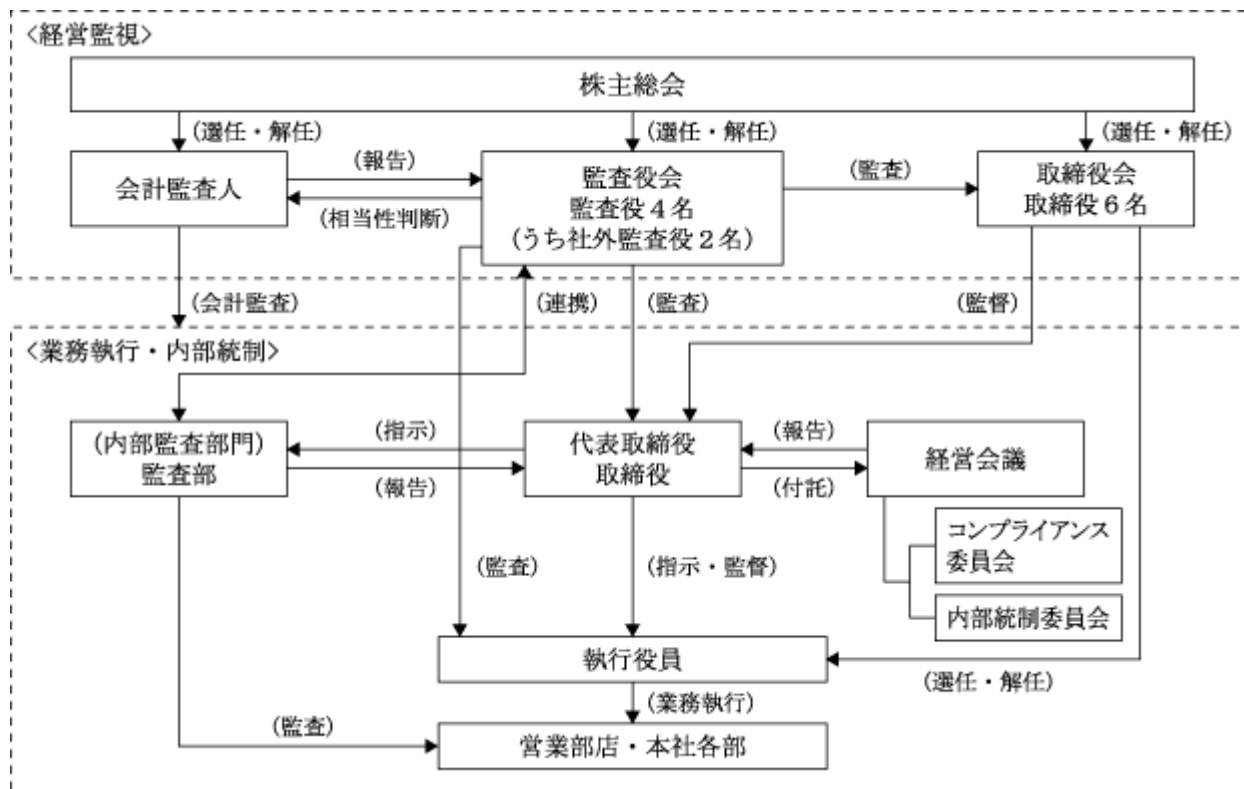 <経営監視>
株主総会
(選任・解任)
(選任・解任)
(選任・解任)
会計監査人
(報告)
(相当性判断)
監査役会
監査役4名
(うち社外監査役2名)
(監査)
取締役会
取締役6名
(会計監査)
(連携)
(監査)
(監督)
<業務執行・内部統制>
(内部監査部門)
監査部
(指示)
(報告)
代表取締役
取締役
(報告)
(付託)
経営会議
コンプライアンス
委員会
内部統制委員会
(監査)
(指示・監督)
執行役員
(選任・解任)
(業務執行)
(監査)
営業部店・本社各部